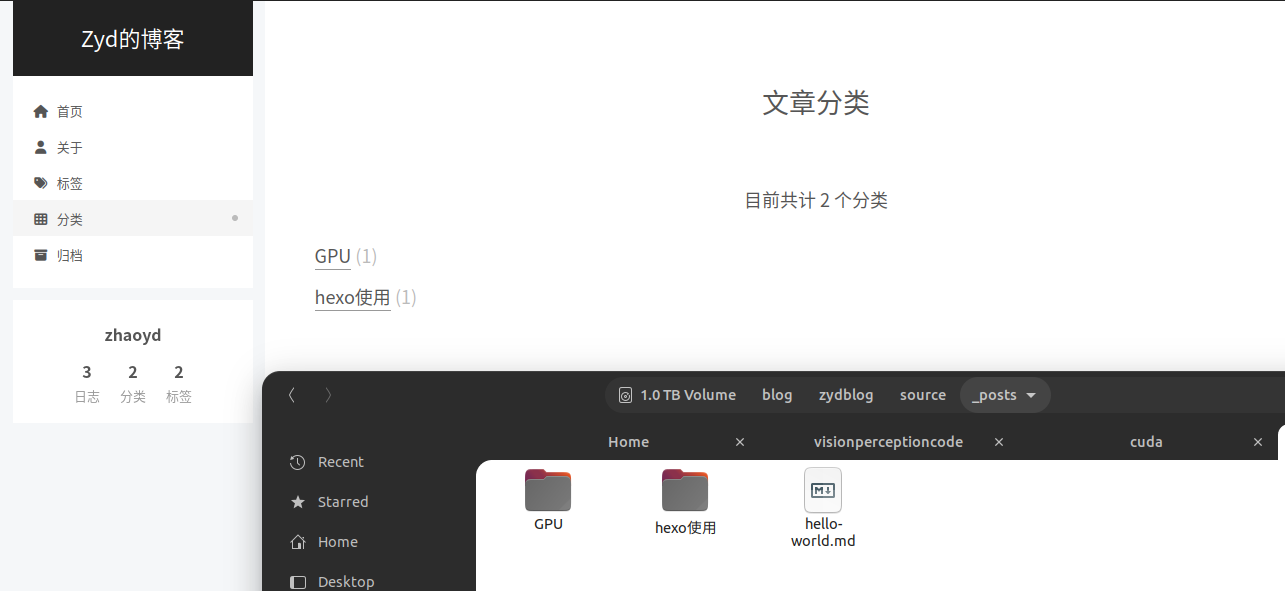 Zyd的博客
首页
关于
标签
分类
归档
zhaoyd
3 2 2
日志 分类 标签
文章分类
目前共计 2 个分类
GPU (1)
hexo使用 (1)
1.0 TB Volume blog zydblog source _posts
Home visionperceptioncode cuda
Recent
Starred
Home
Desktop
GPU
hexo使用
hello-
world.md